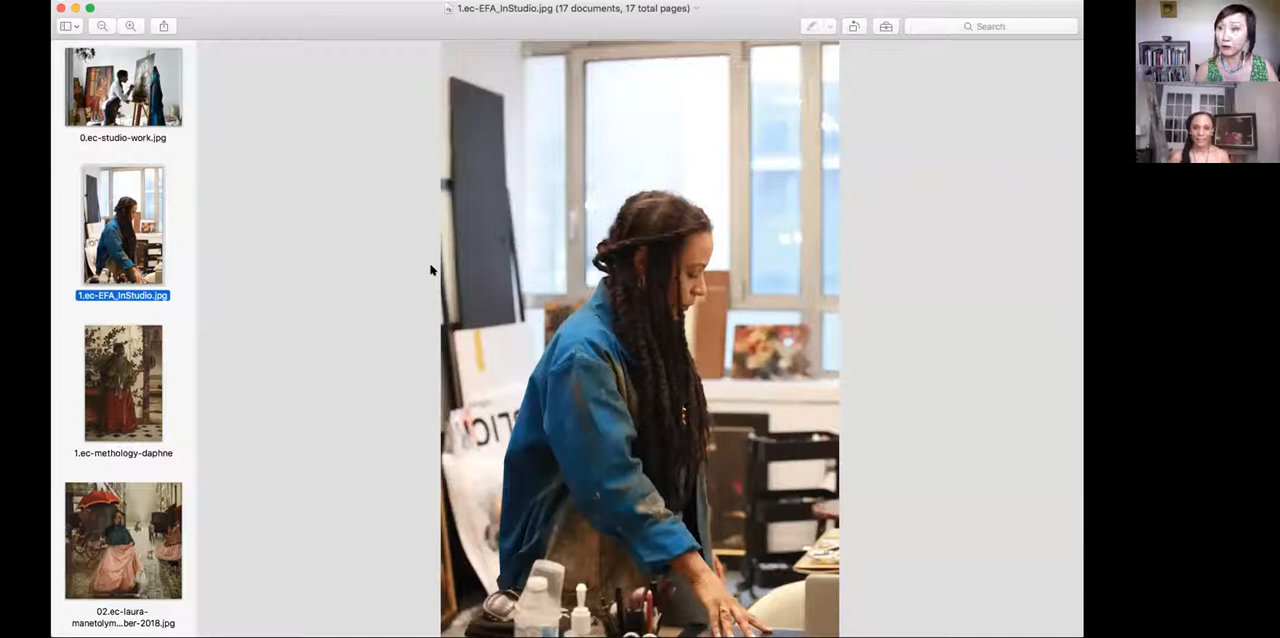 1.ec-EFA_InStudio.jpg (17 documents, 17 total pages)
Search
0.ec-studio-work.jpg
1.ec-EFA_InStudio.jpg
1.ec-methology-daphne
02.ec-laura-
manetolym...ber-2018.jpg